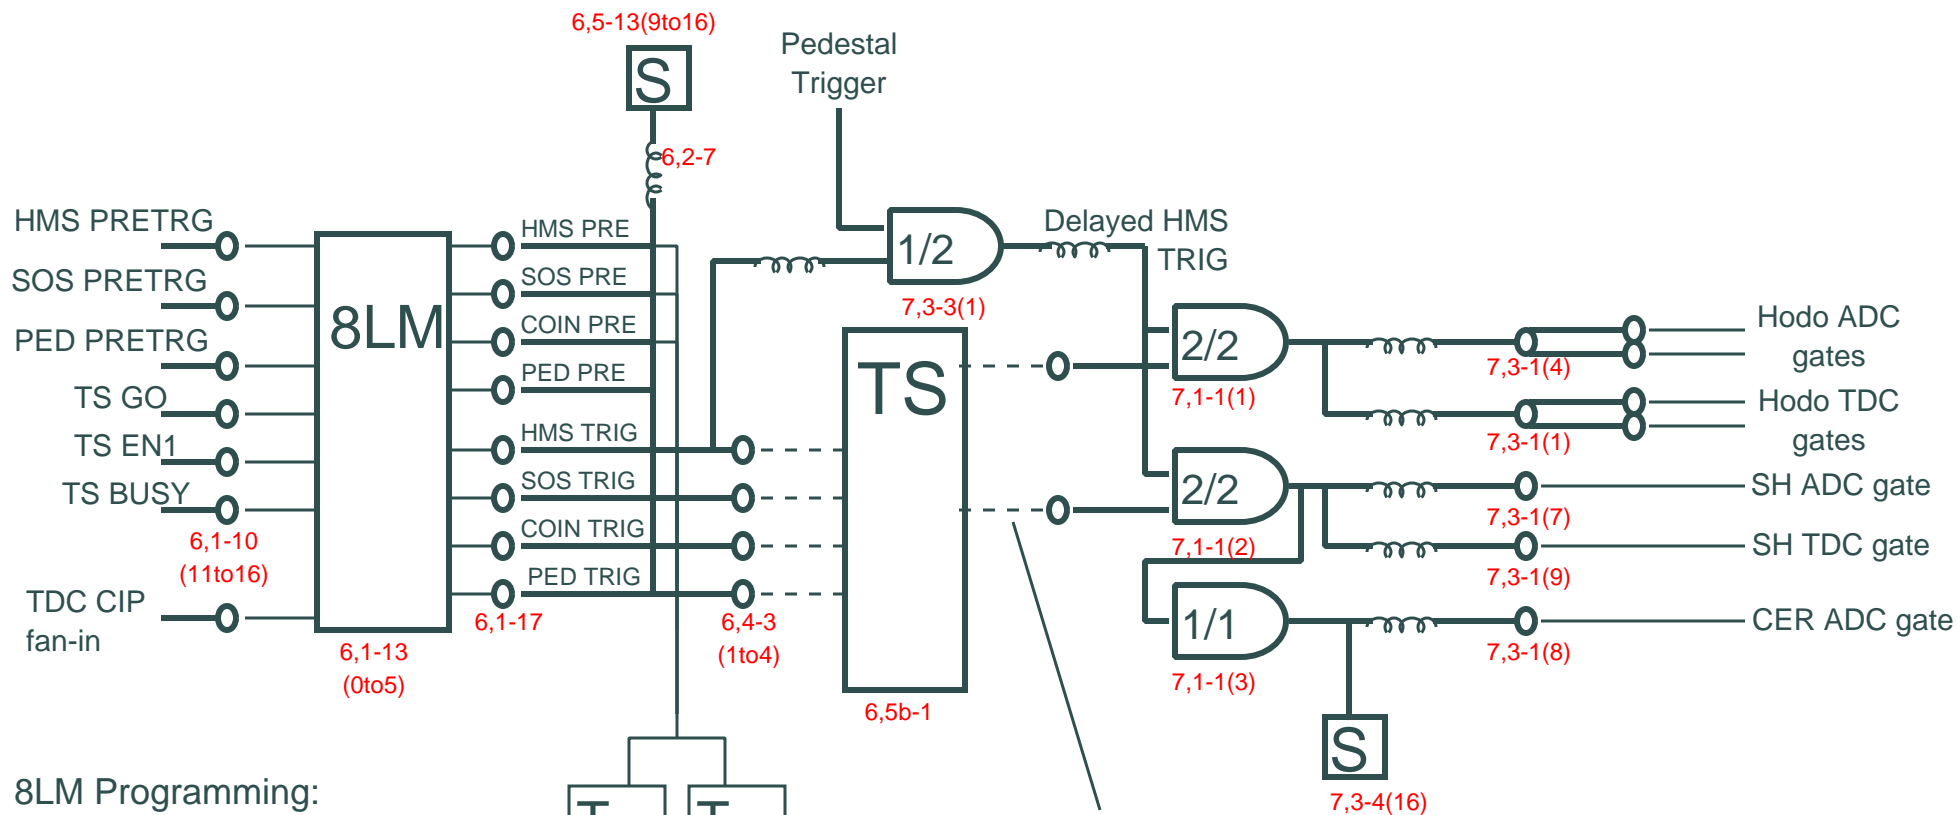 6,5-13(9to16)
S
6,2-7
Pedestal
Trigger
HMS PRETRG
SOS PRETRG
PED PRETRG
TS GO
TS EN1
TS BUSY
6,1-10
(11to16)
TDC CIP
fan-in
8LM
6,1-13
(0to5)
HMS PRE
SOS PRE
COIN PRE
PED PRE
HMS TRIG
SOS TRIG
COIN TRIG
PED TRIG
6,1-17
6,4-3
(1to4)
1/2
7,3-3(1)
Delayed HMS
TRIG
TS
6,5b-1
2/2
7,1-1(1)
2/2
7,1-1(2)
1/1
7,1-1(3)
7,3-1(4)
7,3-1(1)
7,3-1(7)
7,3-1(9)
7,3-1(8)
Hodo ADC
gates
Hodo TDC
gates
SH ADC gate
SH TDC gate
CER ADC gate
S
7,3-4(16)
8LM Programming:
T
T